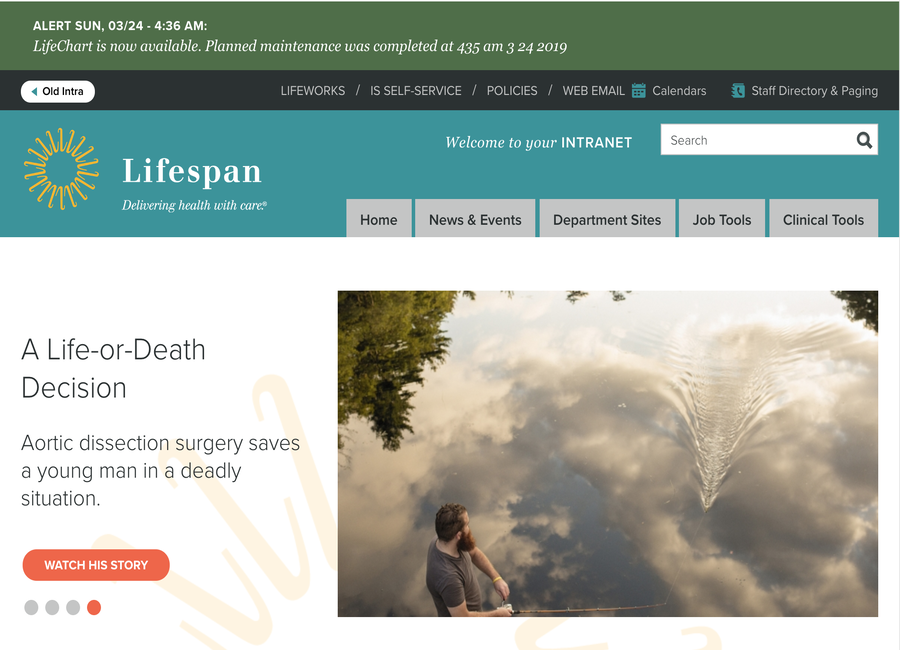 ALERT SUN, 03/24 - 4:36 AM:
LifeChart is now available. Planned maintenance was completed at 435 am 3 24 2019
Old Intra
LIFEWORKS / IS SELF-SERVICE / POLICIES / WEB EMAIL Calendars Staff Directory & Paging
Welcome to your INTRANET
Search
Lifespan
Delivering health with care.®
Home News & Events Department Sites Job Tools Clinical Tools
A Life-or-Death
Decision
Aortic dissection surgery saves
a young man in a deadly
situation.
WATCH HIS STORY